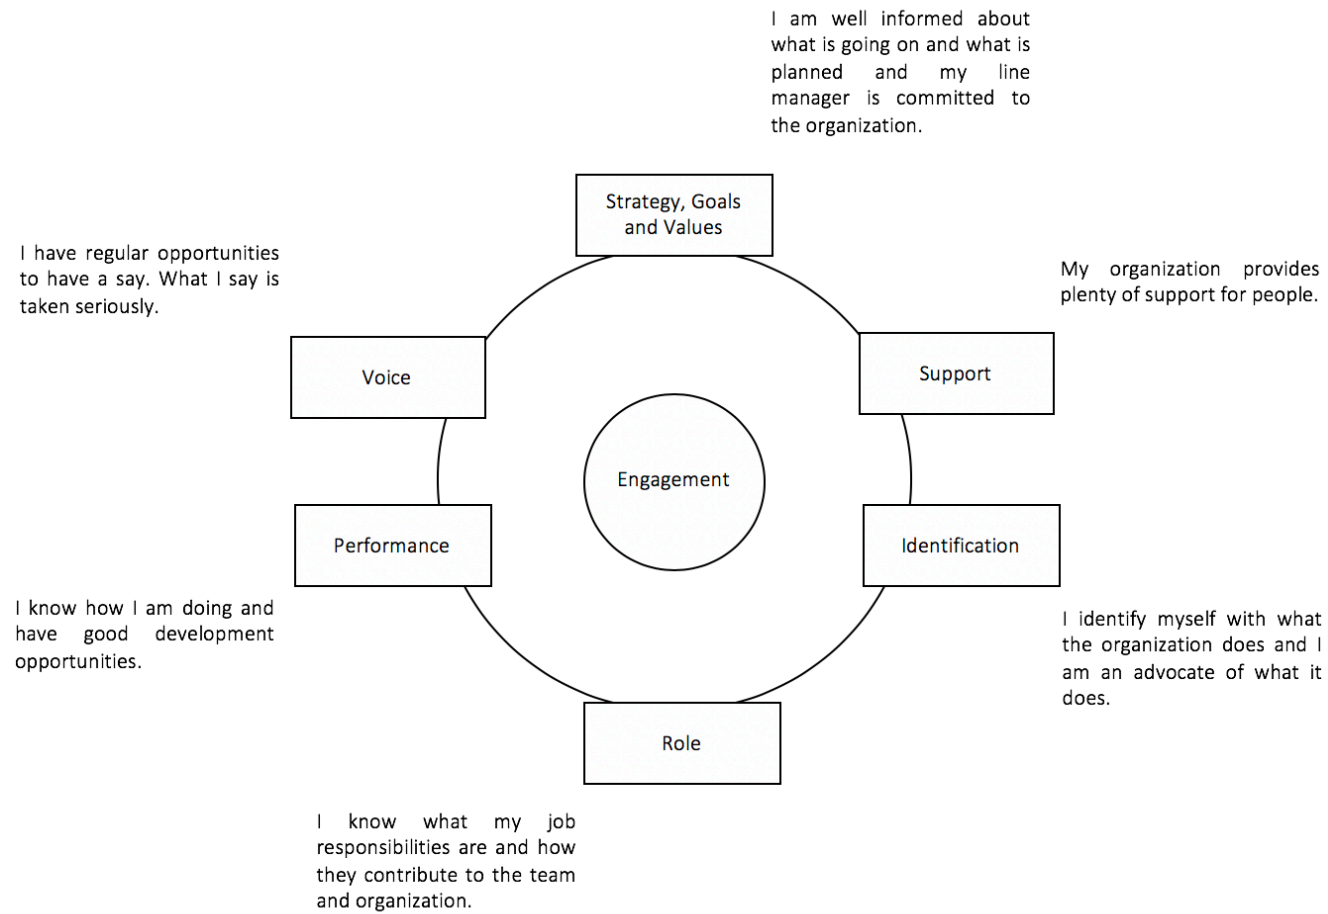 I am well informed about
what is going on and what is
planned and my line
manager is committed to
the organization.
Strategy, Goals
and Values
I have regular opportunities
to have a say. What I say is
taken seriously.
My organization provides
plenty of support for people.
Voice
Support
Engagement
Performance
Identification
I know how I am doing and
have good development
opportunities.
I identify myself with what
the organization does and I
am an advocate of what it
does.
Role
I know what my job
responsibilities are and how
they contribute to the team
and organization.